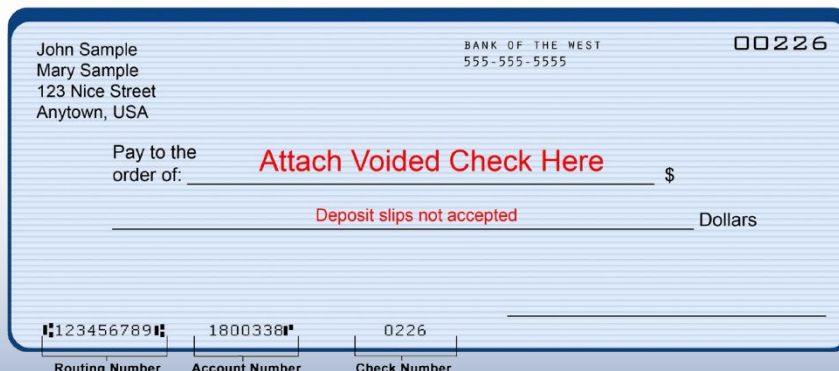 John Sample
Mary Sample
123 Nice Street
Anytown, USA
BANK OF THE WEST
555-555-5555
00226
Pay to the
order of:
Attach Voided Check Here
$
Deposit slips not accepted
Dollars
⑆123456789⑆ 1800338⑈ 0226
Routing Number Account Number Check Number